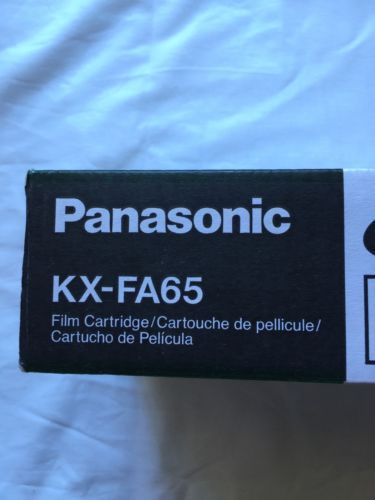 Panasonic
KX-FA65
Film Cartridge/Cartouche de pellicule/
Cartucho de Película